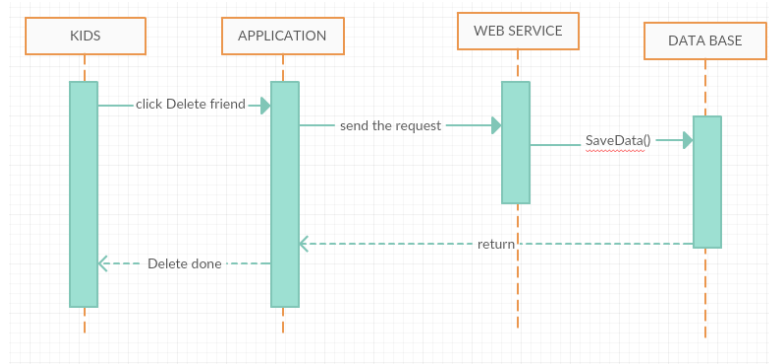 KIDS
APPLICATION
WEB SERVICE
DATA BASE
click Delete friend
send the request
SaveData()
return
Delete done